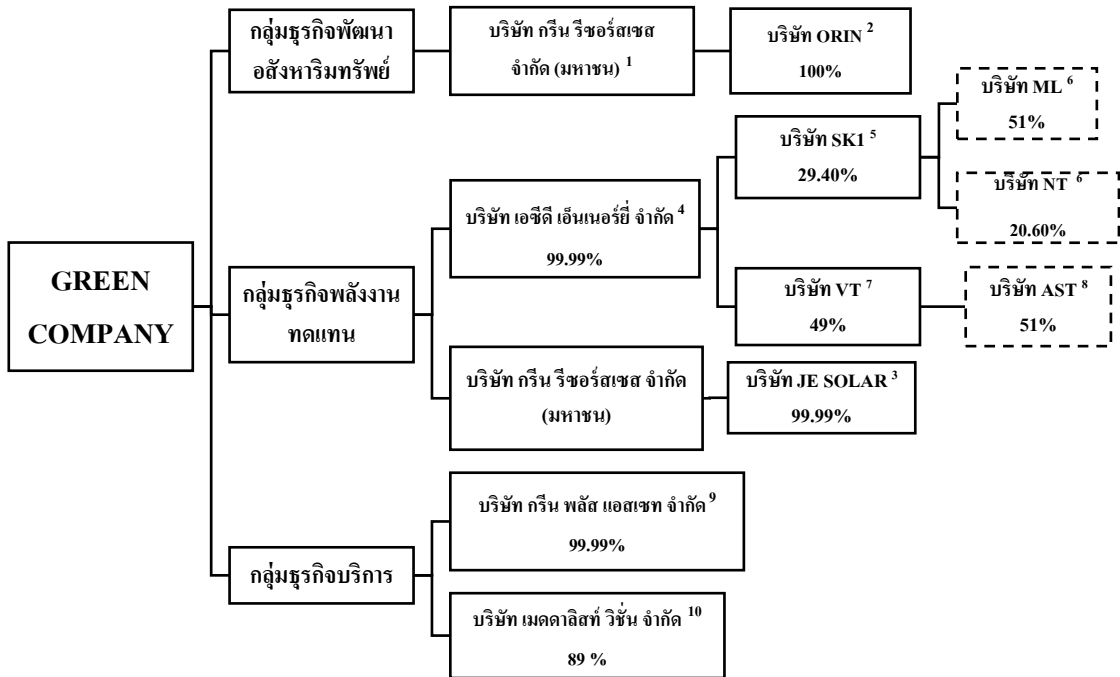 กลุ่มธุรกิจพัฒนา
อสังหาริมทรัพย์
บริษัท กรีน รีซอร์สเซส
จำกัด (มหาชน) 1
บริษัท ORIN 2
100%
บริษัท ML 6
51%
บริษัท SK1 5
29.40%
บริษัท NT 6
20.60%
บริษัท เอซีดี เอ็นเนอร์ยี่ จำกัด 4
99.99%
GREEN
COMPANY
กลุ่มธุรกิจพลังงาน
ทดแทน
บริษัท VT 7
49%
บริษัท AST 8
51%
บริษัท กรีน รีซอร์สเซส จำกัด
(มหาชน)
บริษัท JE SOLAR 3
99.99%
บริษัท กรีน พลัส แอสเซท จำกัด 9
99.99%
กลุ่มธุรกิจบริการ
บริษัท เมดดาลิสท์ วิชั่น จำกัด 10
89 %